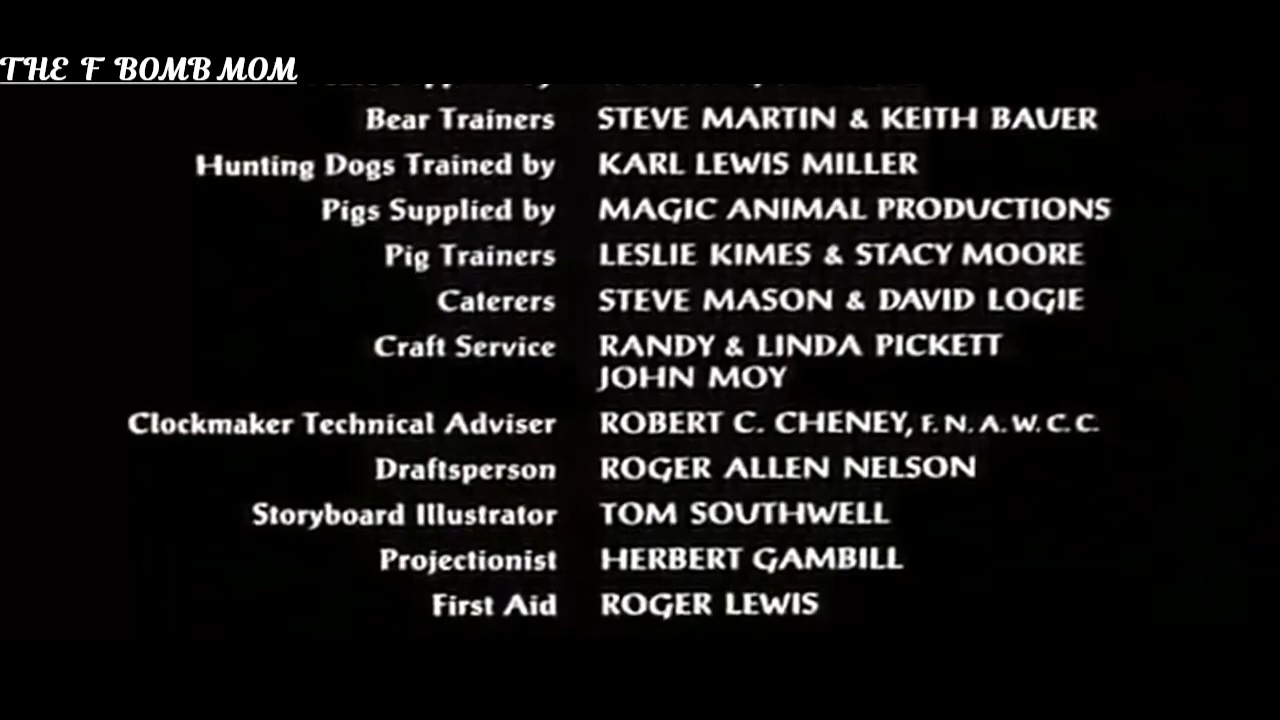 THE F BOMB MOM
Bear Trainers STEVE MARTIN & KEITH BAUER
Hunting Dogs Trained by KARL LEWIS MILLER
Pigs Supplied by MAGIC ANIMAL PRODUCTIONS
Pig Trainers LESLIE KIMES & STACY MOORE
Caterers STEVE MASON & DAVID LOGIE
Craft Service RANDY & LINDA PICKETT
JOHN MOY
Clockmaker Technical Adviser ROBERT C. CHENEY, F. N. A. W. C. C.
Draftsperson ROGER ALLEN NELSON
Storyboard Illustrator TOM SOUTHWELL
Projectionist HERBERT GAMBILL
First Aid ROGER LEWIS